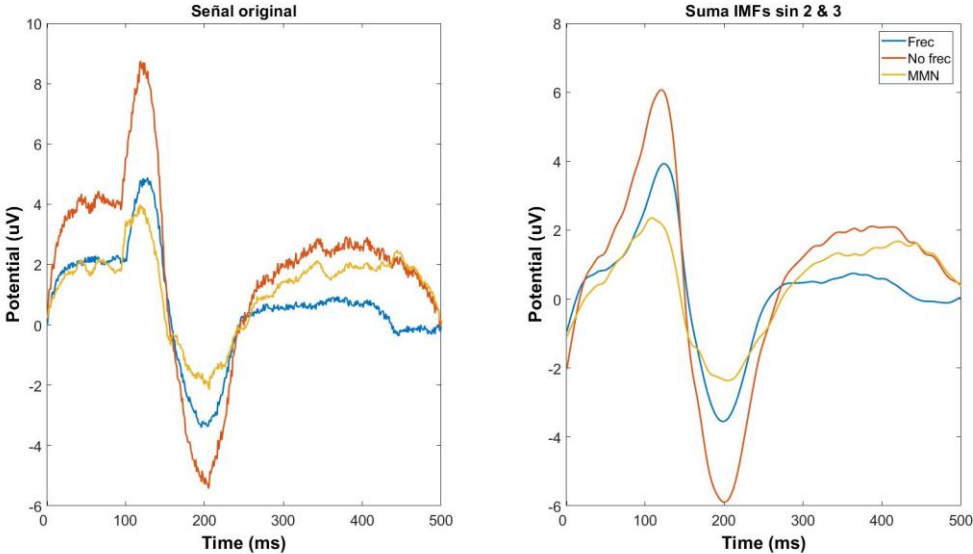 Señal original
Potential (uV)
10
8
6
4
2
0
-2
-4
-6
0 100 200 300 400 500
Time (ms)
Suma IMFs sin 2 & 3
Frec
No frec
MMN
Potential (uV)
8
6
4
2
0
-2
-4
-6
0 100 200 300 400 500
Time (ms)